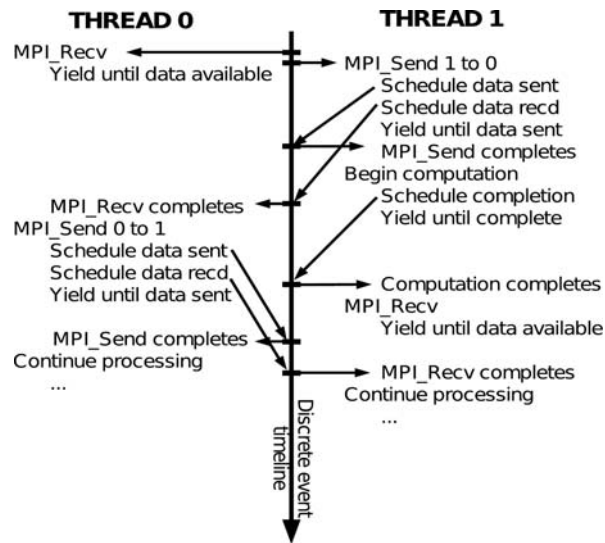 THREAD 0
MPI_Recv
Yield until data available
MPI_Recv completes
MPI_Send 0 to 1
Schedule data sent
Schedule data recd
Yield until data sent
MPI_Send completes
Continue processing
...
THREAD 1
MPI_Send 1 to 0
Schedule data sent
Schedule data recd
Yield until data sent
MPI_Send completes
Begin computation
Schedule completion
Yield until complete
Computation completes
MPI_Recv
Yield until data available
MPI_Recv completes
Continue processing
...
Discrete event
timeline